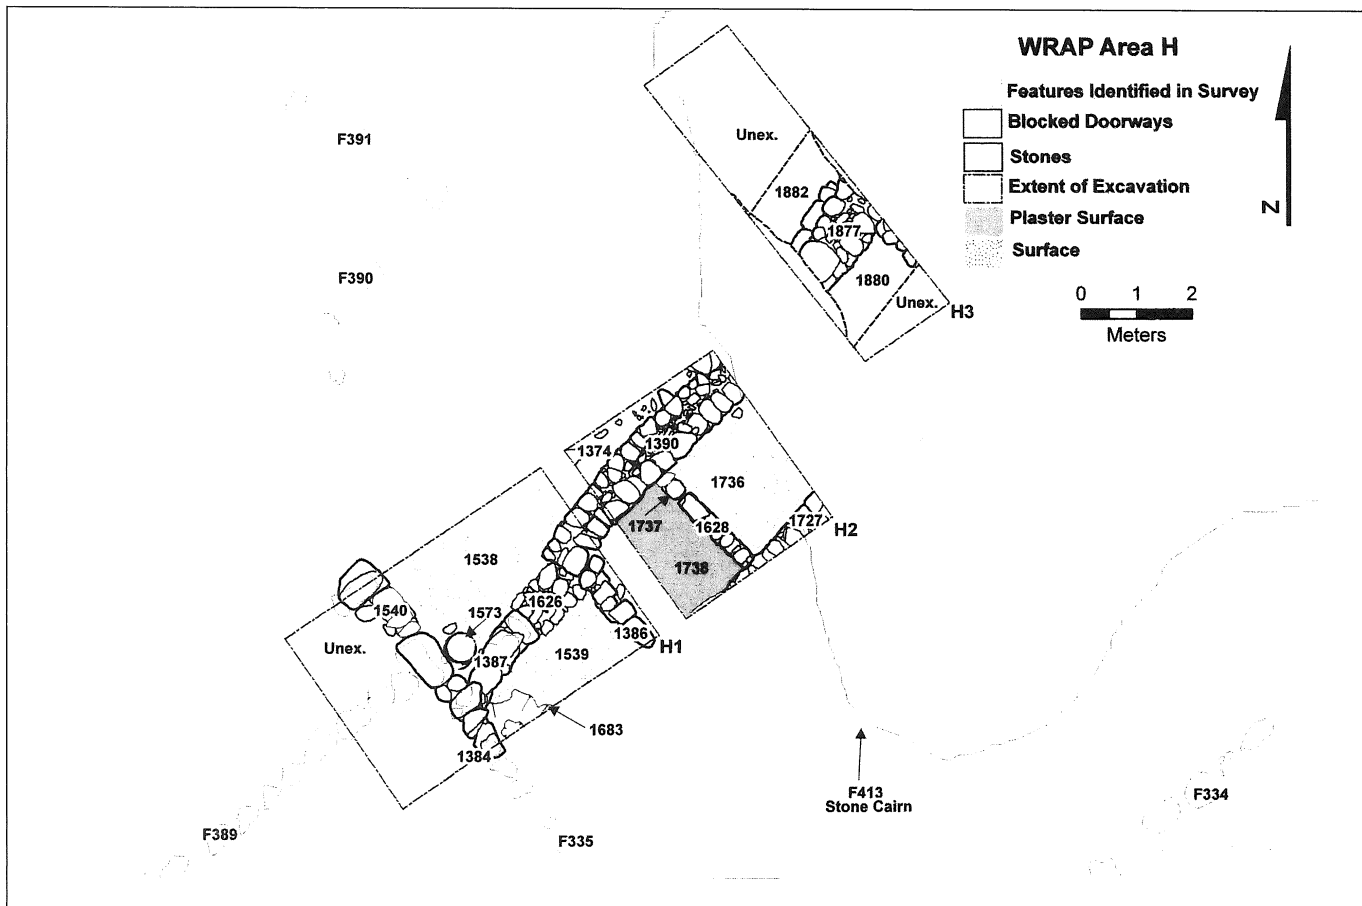 WRAP Area H
Features Identified in Survey
Blocked Doorways
Stones
Extent of Excavation
Plaster Surface
Surface
N
0 1 2
Meters
F391
Unex.
1882
1877
F390
1880
Unex.
H3
1374
1390
1736
1737
1628
1727
H2
1538
1738
1573
1626
1540
Unex.
1386
H1
1387
1539
1683
1384
F413
Stone Cairn
F334
F389
F335